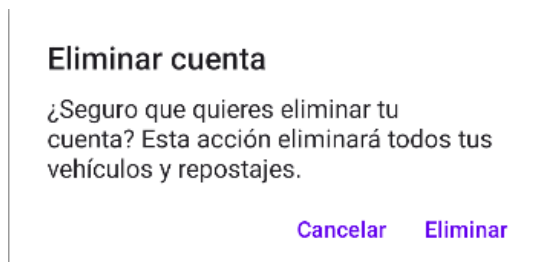 Eliminar cuenta
¿Seguro que quieres eliminar tu
cuenta? Esta acción eliminará todos tus
vehículos y repostajes.
Cancelar Eliminar